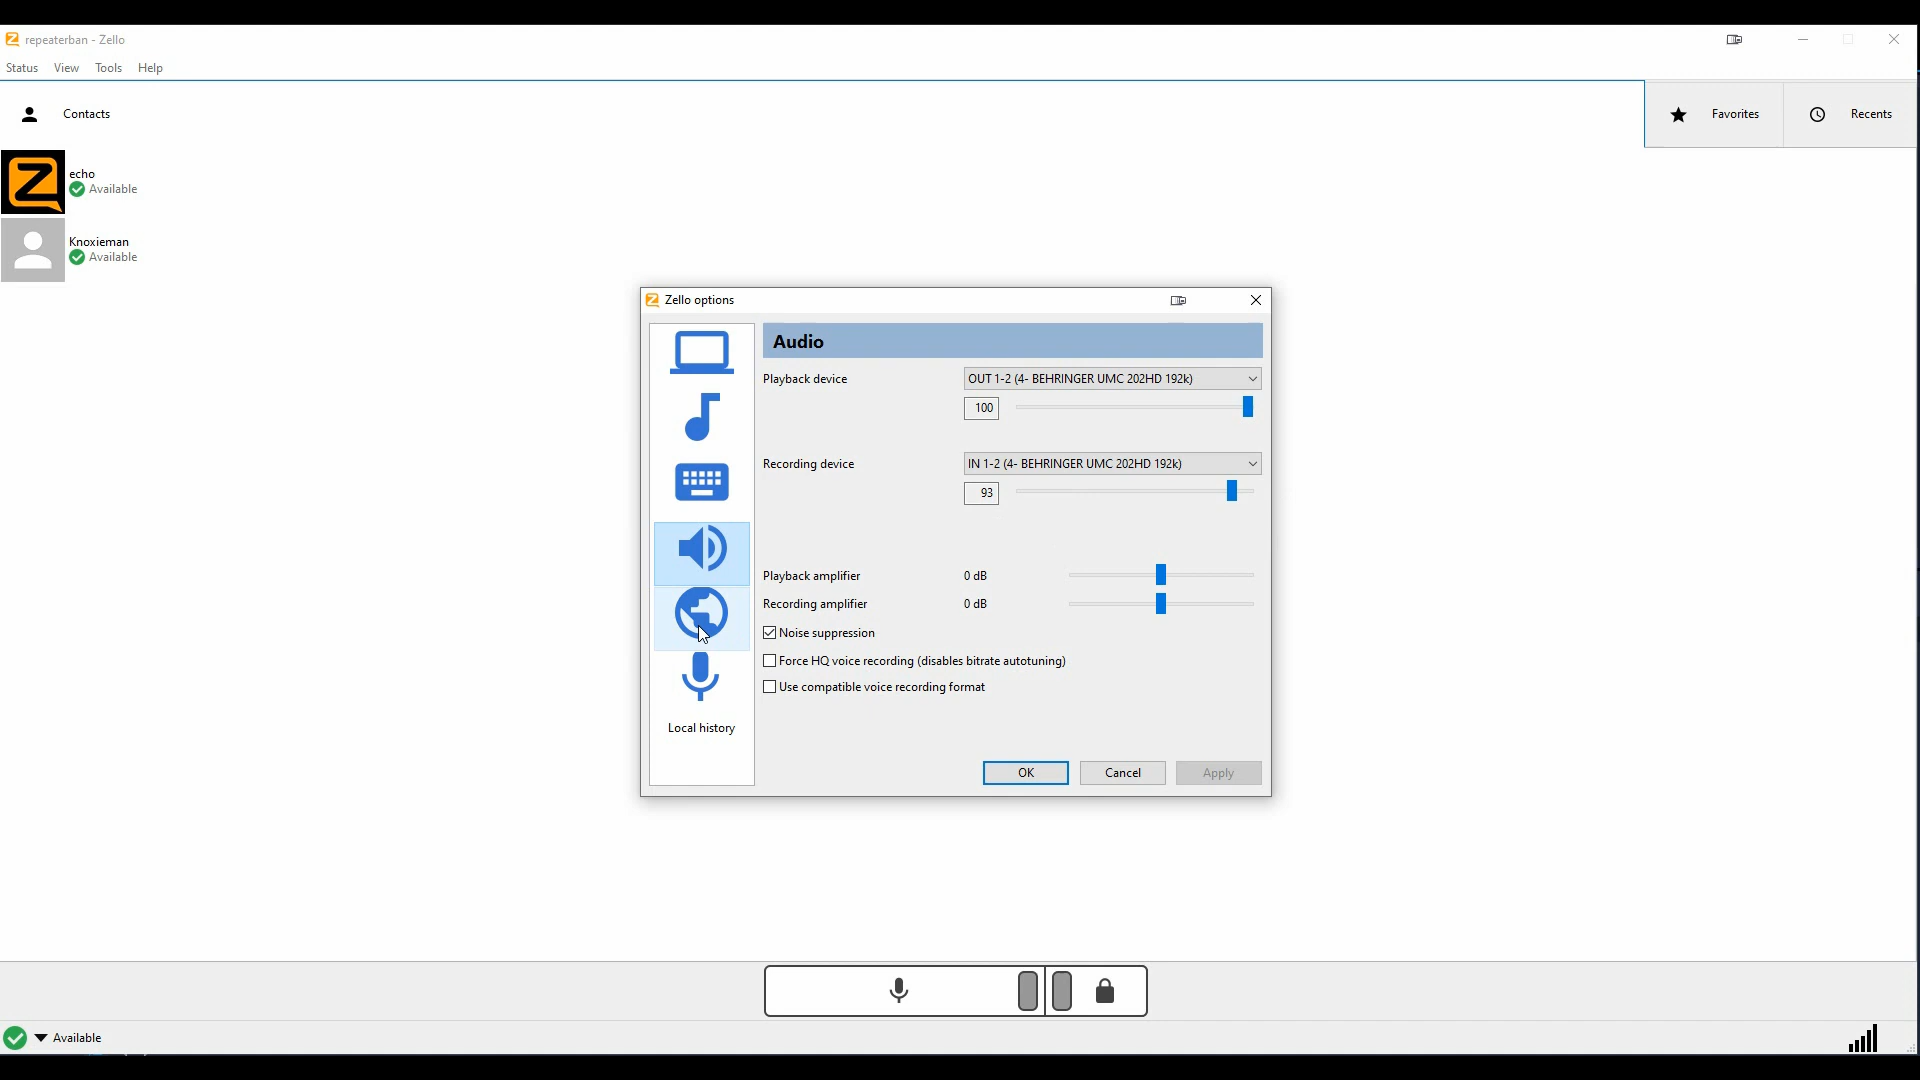 repeaterban - Zello
Status View Tools Help
Contacts
Favorites
Recents
echo
Available
Knoxieman
Available
Zello options
Audio
Playback device
OUT 1-2 (4- BEHRINGER UMC 202HD 192k)
100
Recording device
IN 1-2 (4- BEHRINGER UMC 202HD 192k)
93
Playback amplifier 0 dB
Recording amplifier 0 dB
Noise suppression
Force HQ voice recording (disables bitrate autotuning)
Use compatible voice recording format
Local history
OK Cancel Apply
Available